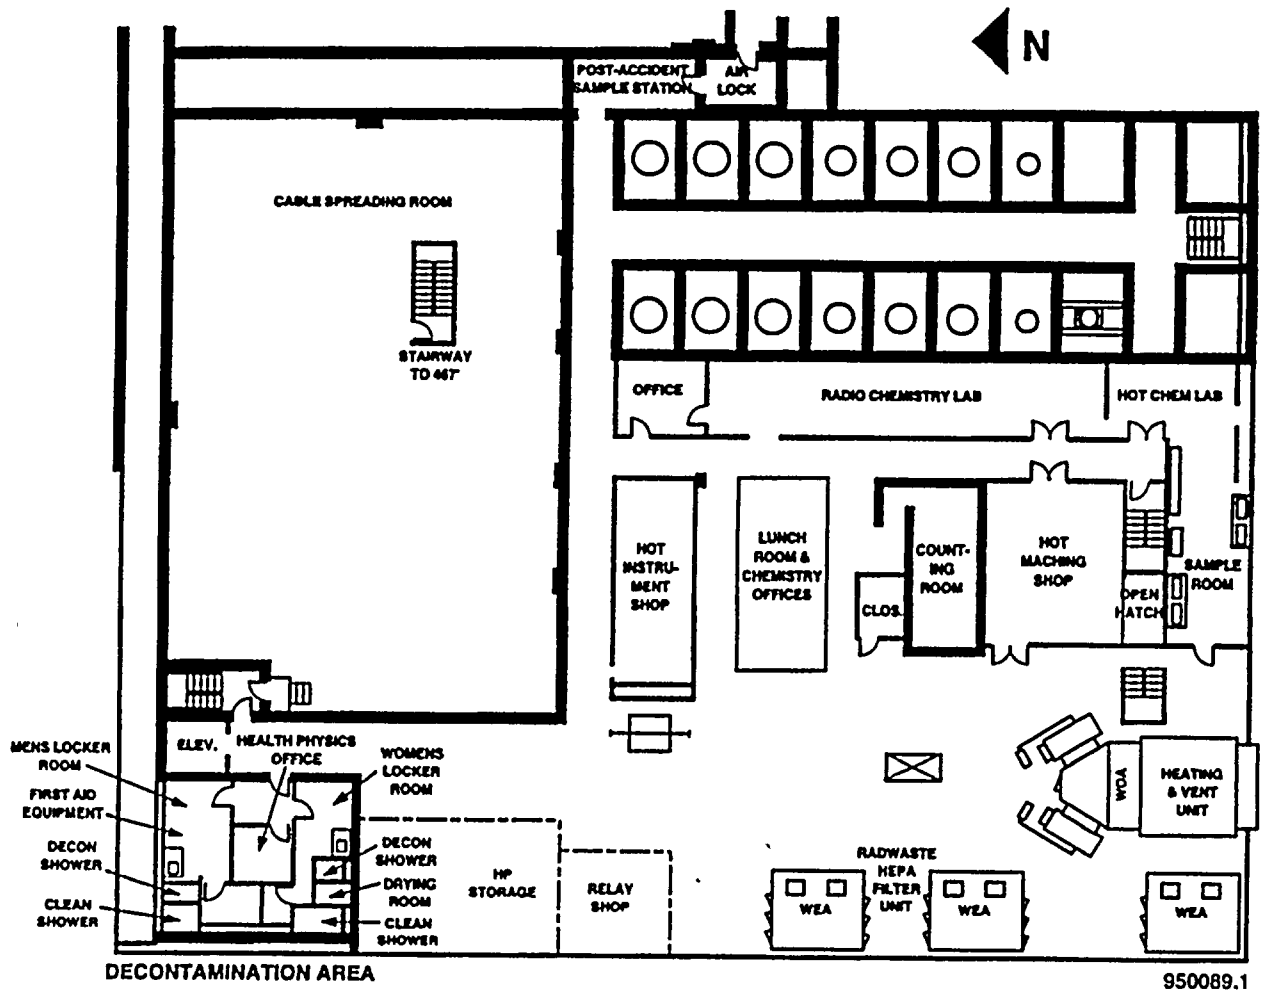 N
POST-ACCIDENT
SAMPLE STATION
AIR
LOCK
CABLE SPREADING ROOM
STAIRWAY
TO 467'
OFFICE
RADIO CHEMISTRY LAB
HOT CHEM LAB
HOT
INSTRU-
MENT
SHOP
LUNCH
ROOM &
CHEMISTRY
OFFICES
COUNT-
ING
ROOM
CLOS.
HOT
MACHING
SHOP
OPEN
HATCH
SAMPLE
ROOM
ELEV.
HEALTH PHYSICS
OFFICE
MENS LOCKER
ROOM
FIRST AID
EQUIPMENT
DECON
SHOWER
CLEAN
SHOWER
WOMENS
LOCKER
ROOM
DECON
SHOWER
DRYING
ROOM
CLEAN
SHOWER
HP
STORAGE
RELAY
SHOP
WOA
HEATING
& VENT
UNIT
RADWASTE
HEPA
FILTER
UNIT
WEA
WEA
WEA
DECONTAMINATION AREA
950089.1